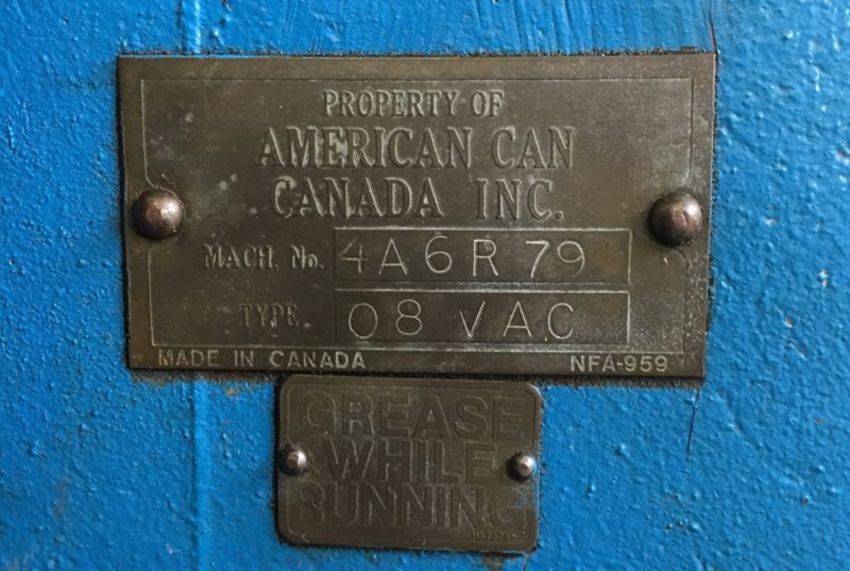 PROPERTY OF
AMERICAN CAN
CANADA INC.
MACH. No. 4A6R79
TYPE 08 VAC
MADE IN CANADA NFA-959
GREASE
WHILE
RUNNING